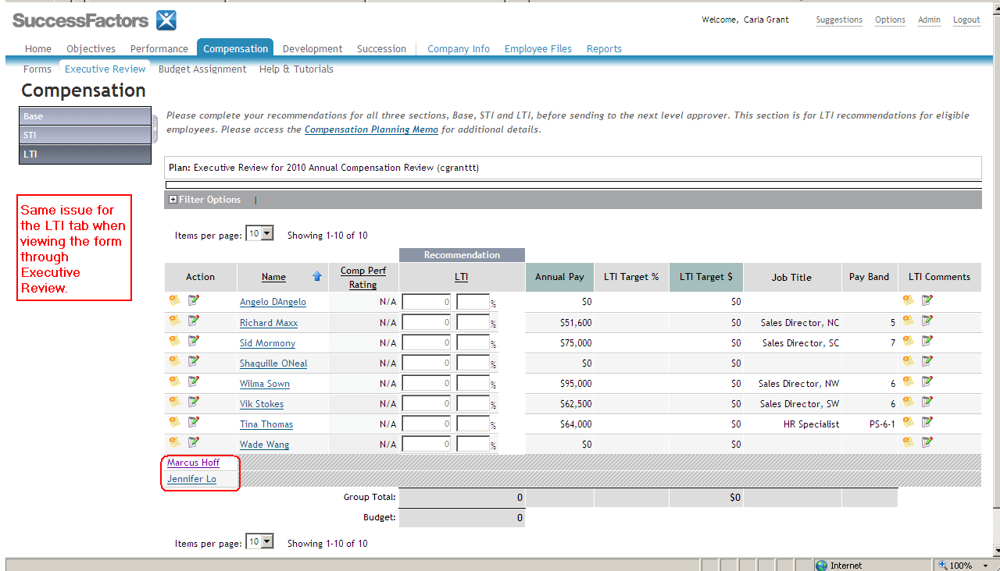 SuccessFactors
Welcome, Carla Grant Suggestions Options Admin Logout
Home Objectives Performance Compensation Development Succession Company Info Employee Files Reports
Forms Executive Review Budget Assignment Help & Tutorials
Compensation
Base
STI
LTI
Please complete your recommendations for all three sections, Base, STI and LTI, before sending to the next level approver. This section is for LTI recommendations for eligible
employees. Please access the Compensation Planning Memo for additional details.
Plan: Executive Review for 2010 Annual Compensation Review (cgranttt)
Filter Options |
Same issue for
the LTI tab when
viewing the form
through
Executive
Review.
Items per page: 10 Showing 1-10 of 10
Recommendation
Action Name Comp Perf Rating LTI Annual Pay LTI Target % LTI Target $ Job Title Pay Band LTI Comments
Angelo DAngelo N/A 0 % $0 $0
Richard Maxx N/A 0 % $51,600 $0 Sales Director, NC 5
Sid Mormony N/A 0 % $75,000 $0 Sales Director, SC 7
Shaquille ONeal N/A 0 % $0 $0
Wilma Sown N/A 0 % $95,000 $0 Sales Director, NW 6
Vik Stokes N/A 0 % $62,500 $0 Sales Director, SW 6
Tina Thomas N/A 0 % $64,000 $0 HR Specialist PS-6-1
Wade Wang N/A 0 % $0 $0
Marcus Hoff
Jennifer Lo
Group Total: 0 $0
Budget: 0
Items per page: 10 Showing 1-10 of 10
Internet 100%